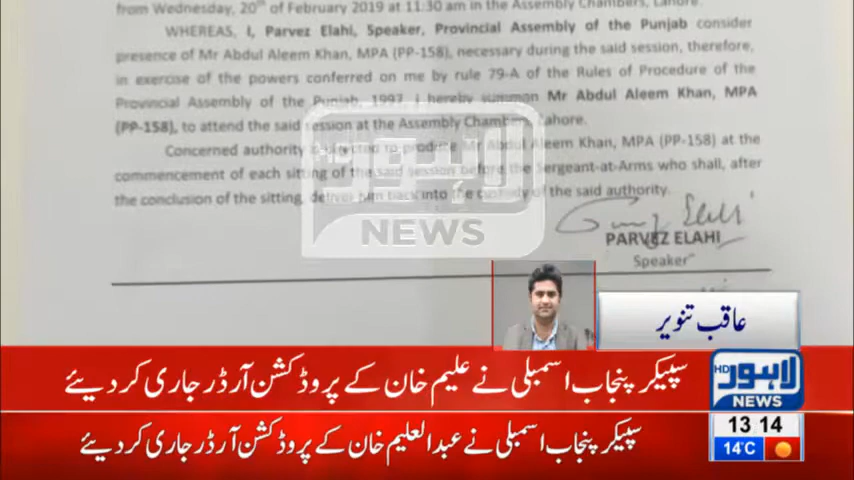 from Wednesday, 20th of February 2019 at 11:30 am in the Assembly Chambers, Lahore.
WHEREAS, I, Parvez Elahi, Speaker, Provincial Assembly of the Punjab consider
presence of Mr Abdul Aleem Khan, MPA (PP-158), necessary during the said session, therefore,
in exercise of the powers conferred on me by rule 79-A of the Rules of Procedure of the
Provincial Assembly of the Punjab, 1997, I hereby summon Mr Abdul Aleem Khan, MPA
(PP-158), to attend the said session at the Assembly Chambers, Lahore.
Concerned authority is directed to produce Mr Abdul Aleem Khan, MPA (PP-158) at the
commencement of each sitting of the said session before the Sergeant-at-Arms who shall, after
the conclusion of the sitting, deliver him back into the custody of the said authority.
HD لاہور
NEWS
PARVEZ ELAHI
Speaker
عاقب تنویر
سپیکر پنجاب اسمبلی نے علیم خان کے پروڈکشن آرڈر جاری کر دیئے
HD لاہور
NEWS
سپیکر پنجاب اسمبلی نے عبدالعلیم خان کے پروڈکشن آرڈر جاری کر دیئے
13 14
14°C